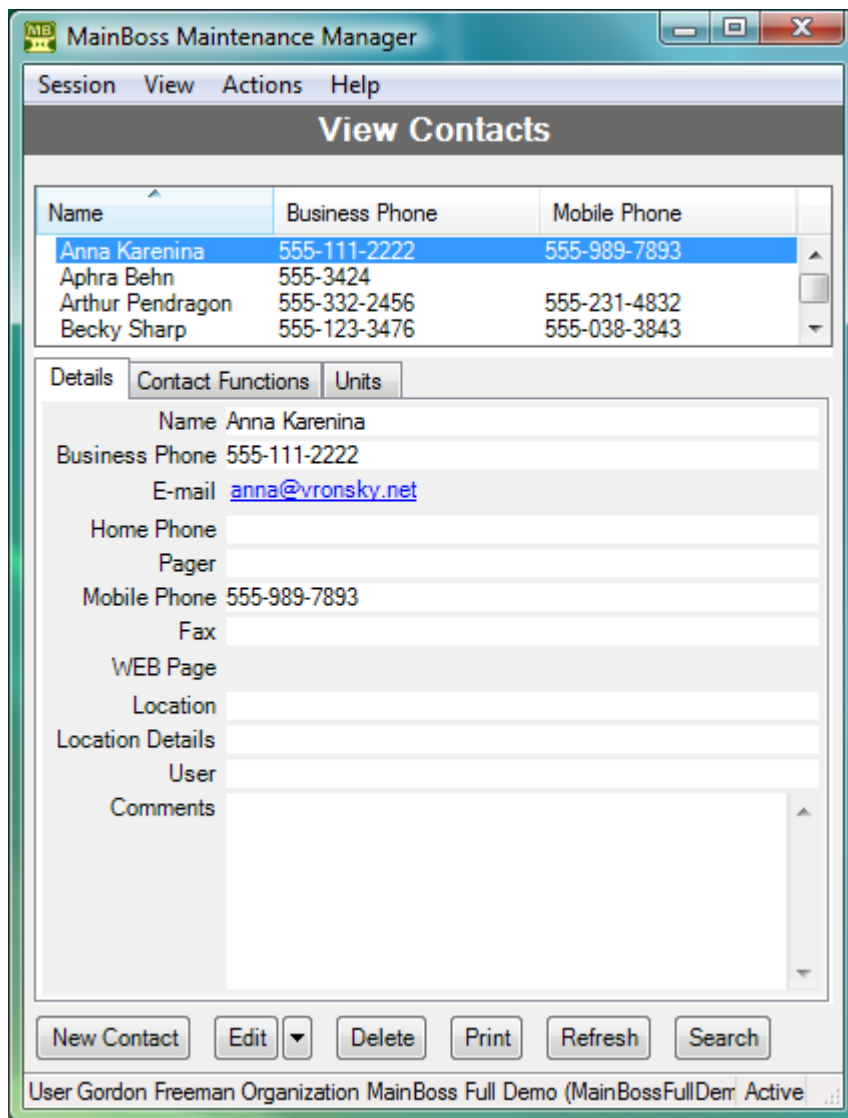 MB
MainBoss Maintenance Manager
Session View Actions Help
View Contacts
Name Business Phone Mobile Phone
Anna Karenina 555-111-2222 555-989-7893
Aphra Behn 555-3424
Arthur Pendragon 555-332-2456 555-231-4832
Becky Sharp 555-123-3476 555-038-3843
Details Contact Functions Units
Name Anna Karenina
Business Phone 555-111-2222
E-mail anna@vronsky.net
Home Phone
Pager
Mobile Phone 555-989-7893
Fax
WEB Page
Location
Location Details
User
Comments
New Contact Edit Delete Print Refresh Search
User Gordon Freeman Organization MainBoss Full Demo (MainBossFullDem Active